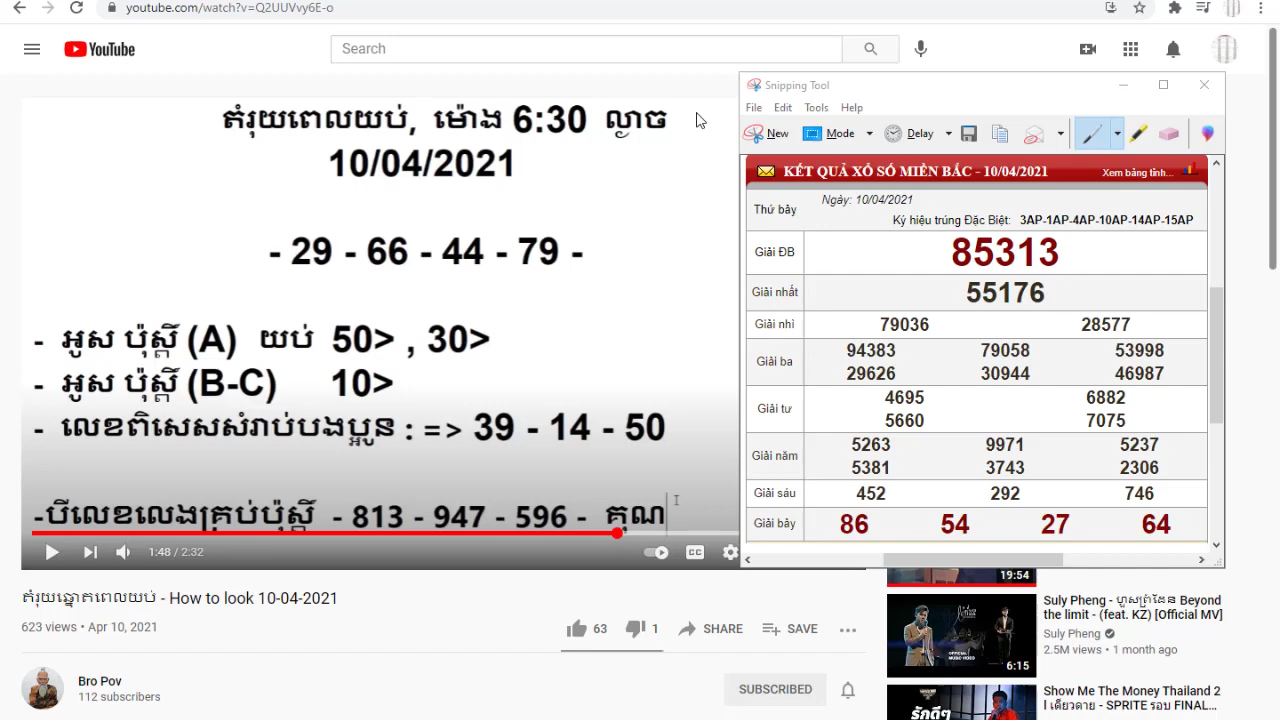 youtube.com/watch?v=Q2UUVvy6E-o
YouTube
Search
តំរុយពេលយប់, ម៉ោង 6:30 ល្ងាច
10/04/2021
- 29 - 66 - 44 - 79 -
- អូស ប៉ុស្តិ៍ (A) យប់ 50> , 30>
- អូស ប៉ុស្តិ៍ (B-C) 10>
- លេខពិសេសសំរាប់បងប្អូន : => 39 - 14 - 50
-បីលេខលេងគ្រប់ប៉ុស្តិ៍ - 813 - 947 - 596 - គុណ
1:48 / 2:32
CC
Snipping Tool
File Edit Tools Help
New Mode Delay
KẾT QUẢ XỔ SỐ MIỀN BẮC - 10/04/2021 Xem bảng tỉnh...
Thứ bảy Ngày: 10/04/2021
Ký hiệu trúng Đặc Biệt: 3AP-1AP-4AP-10AP-14AP-15AP
Giải ĐB 85313
Giải nhất 55176
Giải nhì 79036 28577
Giải ba 94383 79058 53998
29626 30944 46987
Giải tư 4695 6882
5660 7075
Giải năm 5263 9971 5237
5381 3743 2306
Giải sáu 452 292 746
Giải bảy 86 54 27 64
តំរុយឆ្នោតពេលយប់ - How to look 10-04-2021
623 views • Apr 10, 2021
63 1 SHARE SAVE
Bro Pov
112 subscribers
SUBSCRIBED
19:54
Suly Pheng - ហួសព្រំដែន Beyond
the limit - (feat. KZ) [Official MV]
Suly Pheng
2.5M views • 1 month ago
6:15
Show Me The Money Thailand 2
l เดี่ยวดาย - SPRITE รอบ FINAL...
รักดีๆ